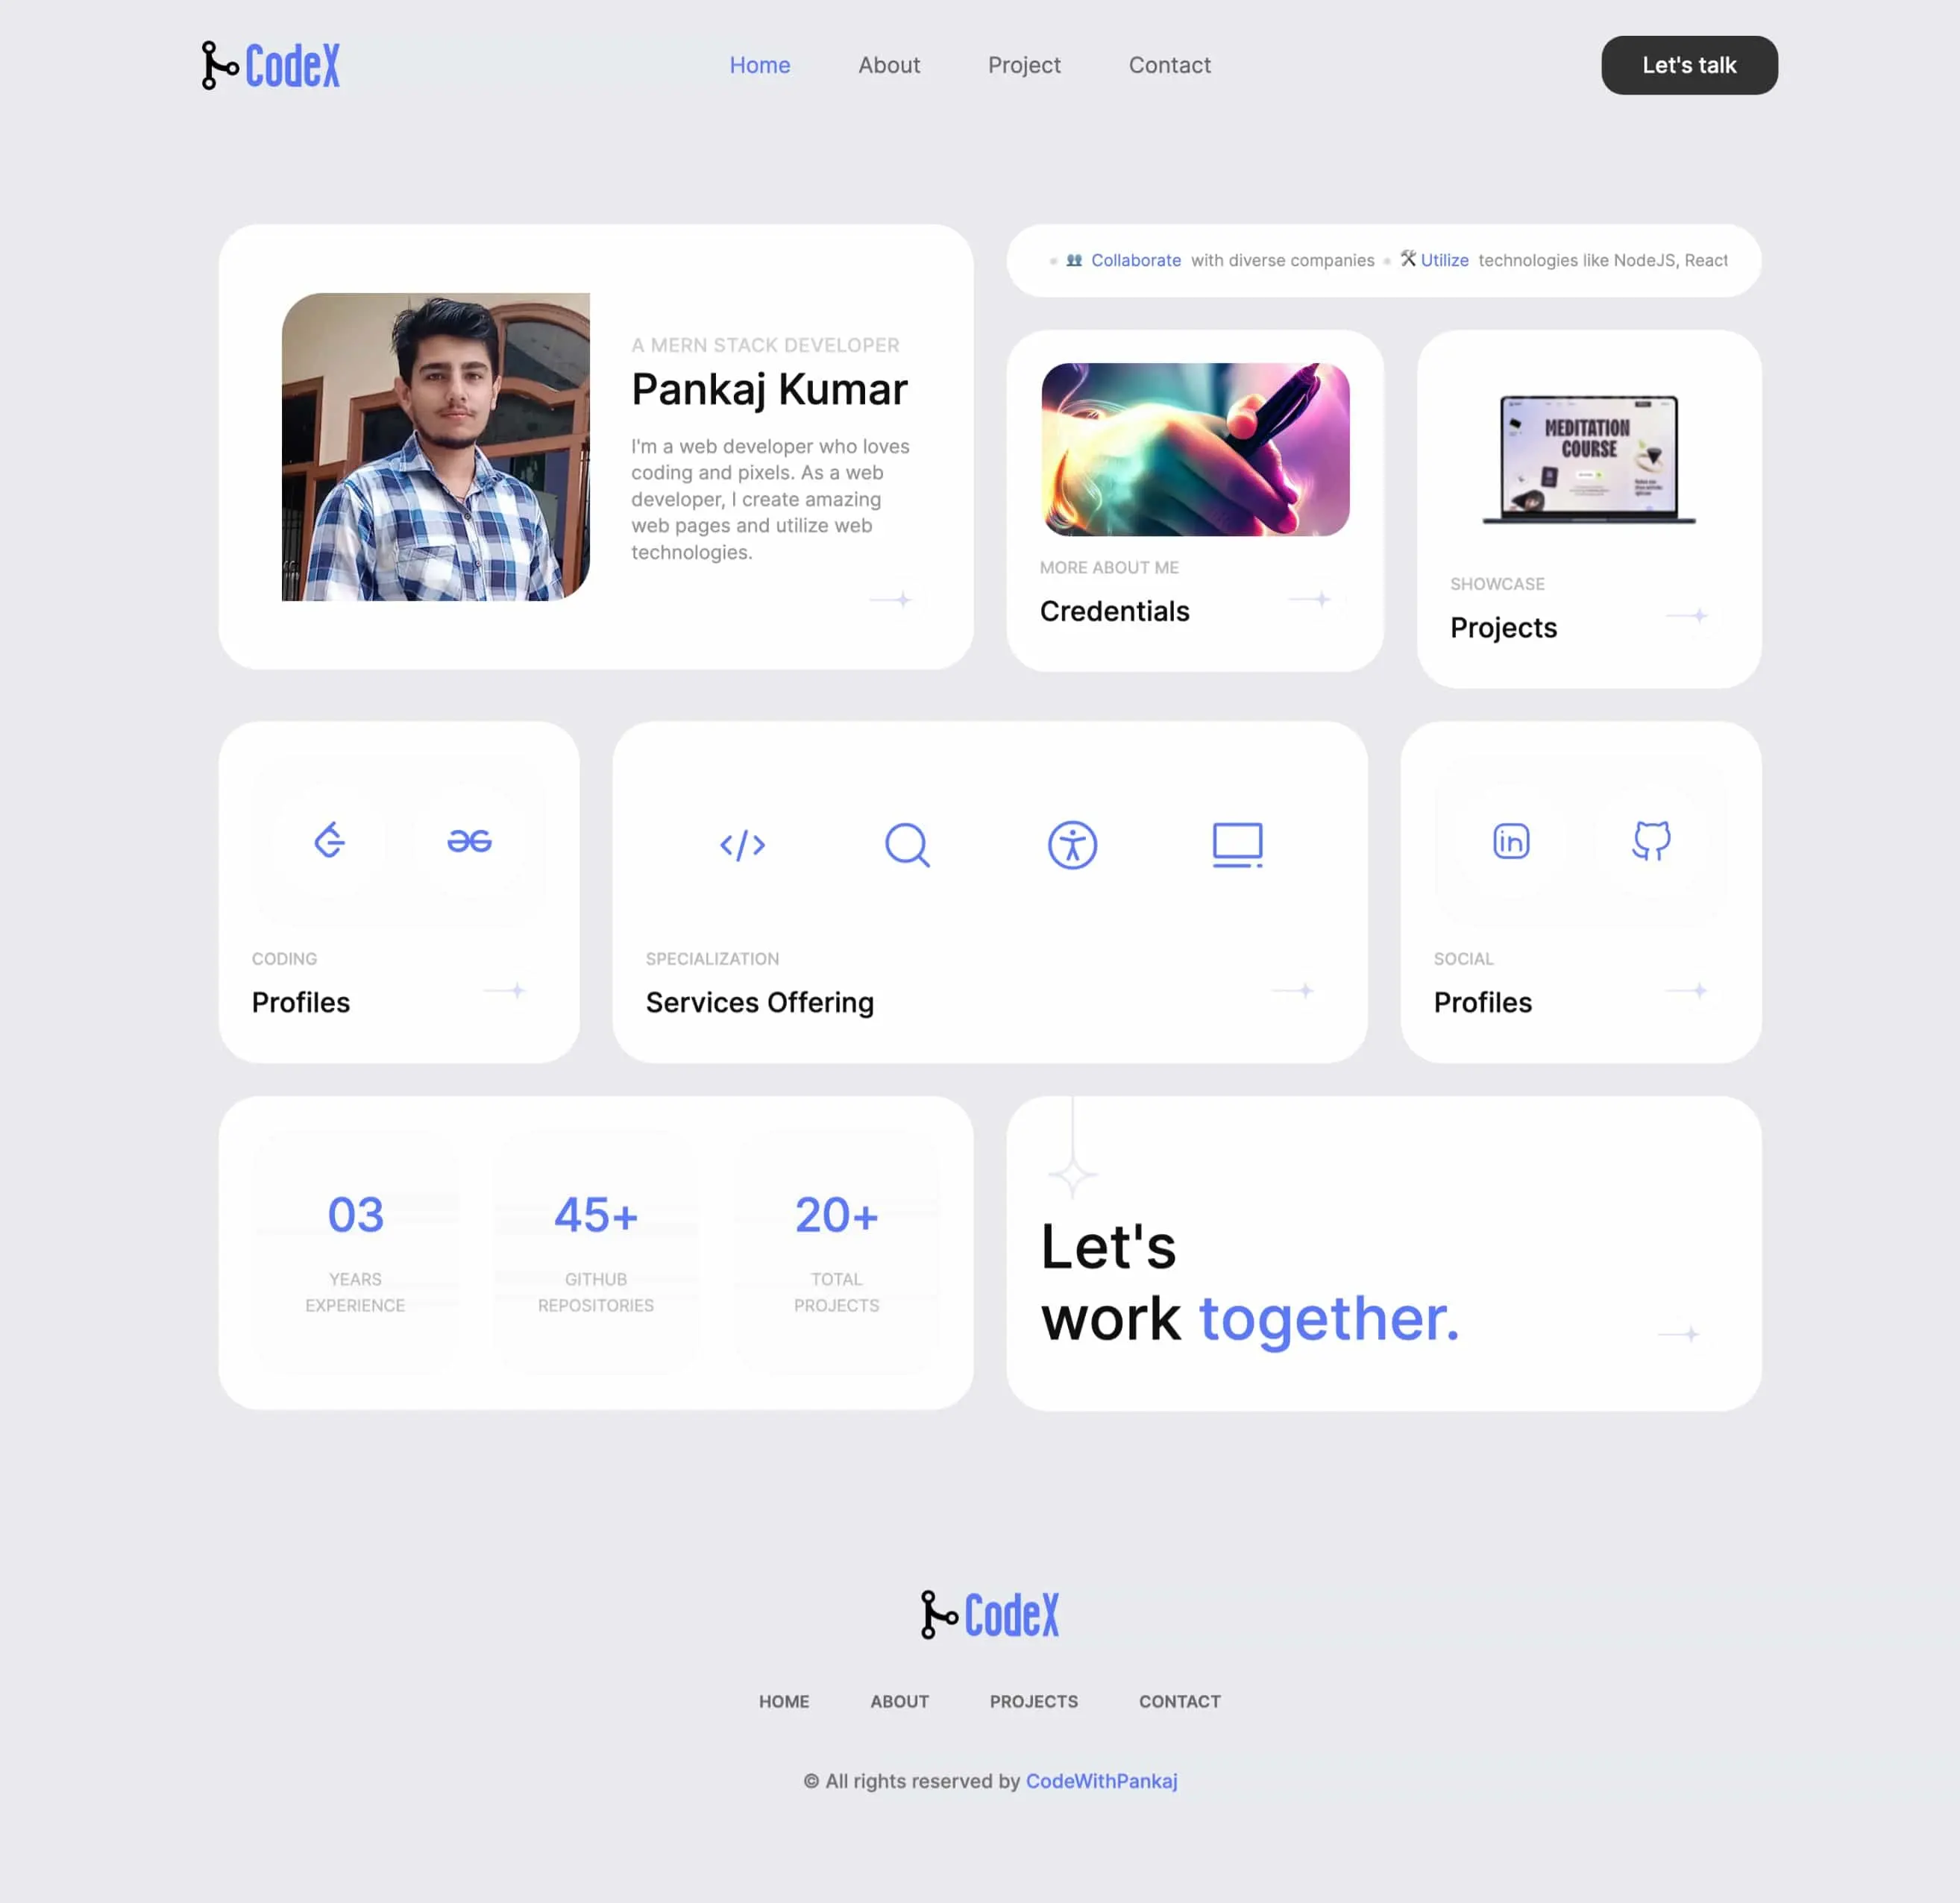 CodeX
Home
About
Project
Contact
Let's talk
A MERN STACK DEVELOPER
Pankaj Kumar
I'm a web developer who loves
coding and pixels. As a web
developer, I create amazing
web pages and utilize web
technologies.
Collaborate with diverse companies
Utilize technologies like NodeJS, React
MORE ABOUT ME
Credentials
MEDITATION
COURSE
SHOWCASE
Projects
CODING
Profiles
SPECIALIZATION
Services Offering
in
SOCIAL
Profiles
03
YEARS
EXPERIENCE
45+
GITHUB
REPOSITORIES
20+
TOTAL
PROJECTS
Let's
work together.
CodeX
HOME
ABOUT
PROJECTS
CONTACT
© All rights reserved by CodeWithPankaj